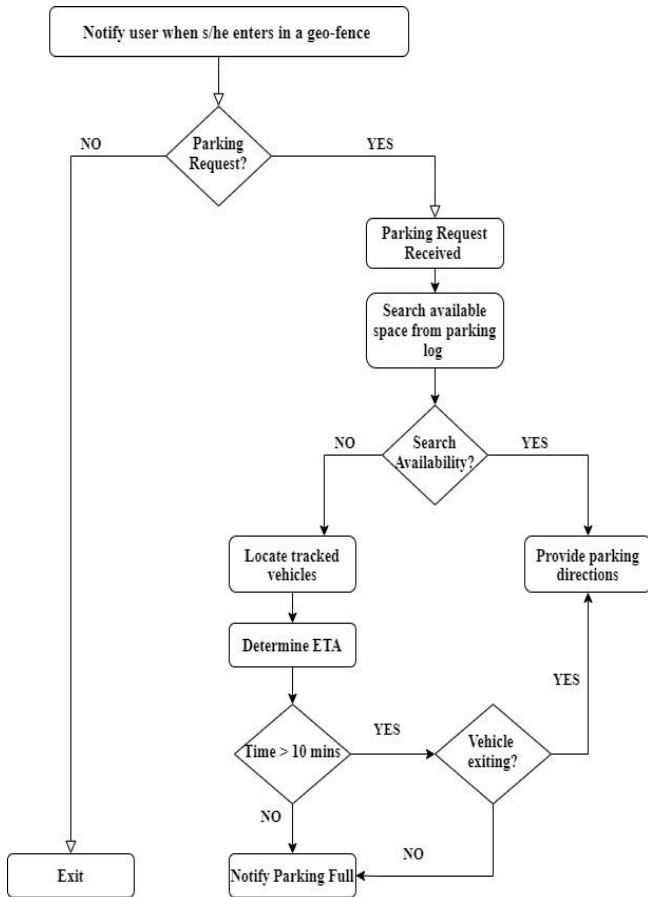 Notify user when s/he enters in a geo-fence
NO
Parking
Request?
YES
Parking Request
Received
Search available
space from parking
log
NO
Search
Availability?
YES
Locate tracked
vehicles
Provide parking
directions
Determine ETA
YES
Time > 10 mins
YES
Vehicle
exiting?
NO
NO
Exit
Notify Parking Full